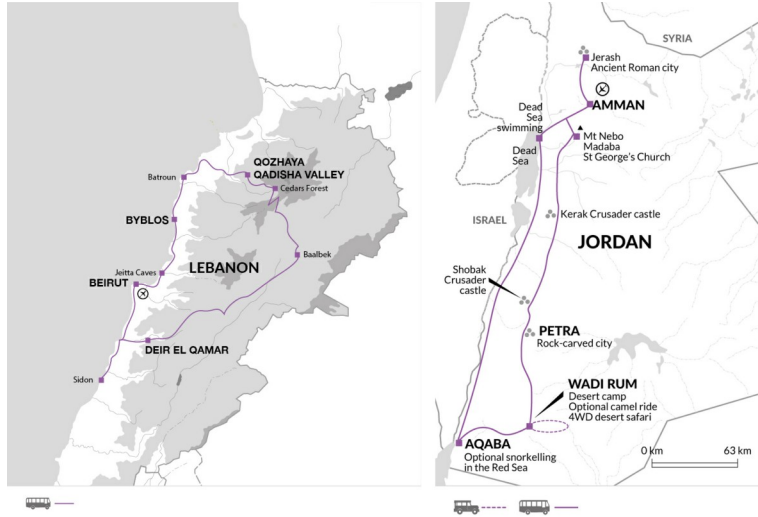 QOZHAYA
QADISHA VALLEY
Batroun
Cedars Forest
BYBLOS
Baalbek
LEBANON
Jeitta Caves
BEIRUT
DEIR EL QAMAR
Sidon
SYRIA
Jerash
Ancient Roman city
AMMAN
Dead
Sea
swimming
Dead
Sea
Mt Nebo
Madaba
St George's Church
ISRAEL
Kerak Crusader castle
JORDAN
Shobak
Crusader
castle
PETRA
Rock-carved city
WADI RUM
Desert camp
Optional camel ride
4WD desert safari
AQABA
Optional snorkelling
in the Red Sea
0 km
63 km